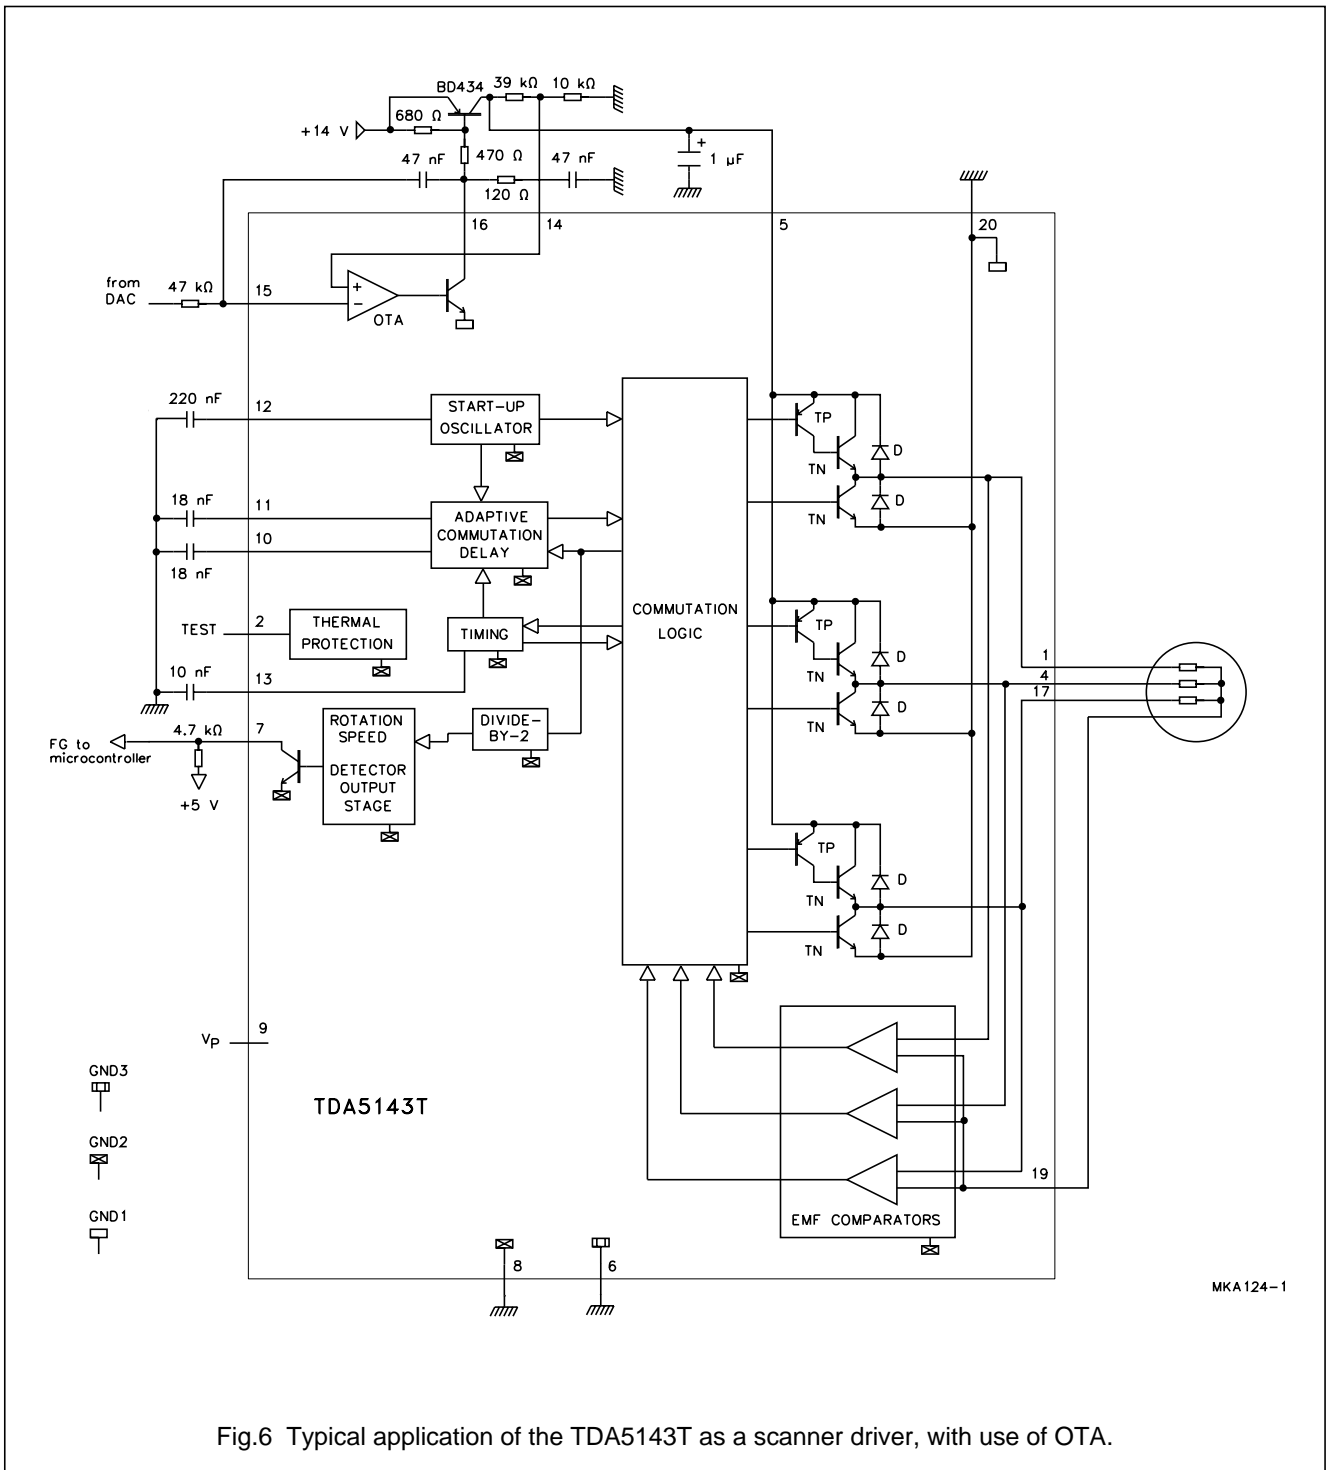 BD434
39 kΩ
10 kΩ
680 Ω
+14 V
47 nF
470 Ω
47 nF
120 Ω
+
1 µF
16
14
5
20
from
DAC
47 kΩ
15
+
−
OTA
220 nF
12
START-UP
OSCILLATOR
TP
TN
D
TN
D
18 nF
11
10
18 nF
ADAPTIVE
COMMUTATION
DELAY
COMMUTATION
LOGIC
TEST
2
THERMAL
PROTECTION
TIMING
TP
TN
D
TN
D
1
4
17
10 nF
13
4.7 kΩ
7
FG to
microcontroller
+5 V
ROTATION
SPEED
DETECTOR
OUTPUT
STAGE
DIVIDE-
BY-2
TP
TN
D
TN
D
VP
9
GND3
TDA5143T
GND2
GND1
19
EMF COMPARATORS
8
6
MKA124-1
Fig.6 Typical application of the TDA5143T as a scanner driver, with use of OTA.